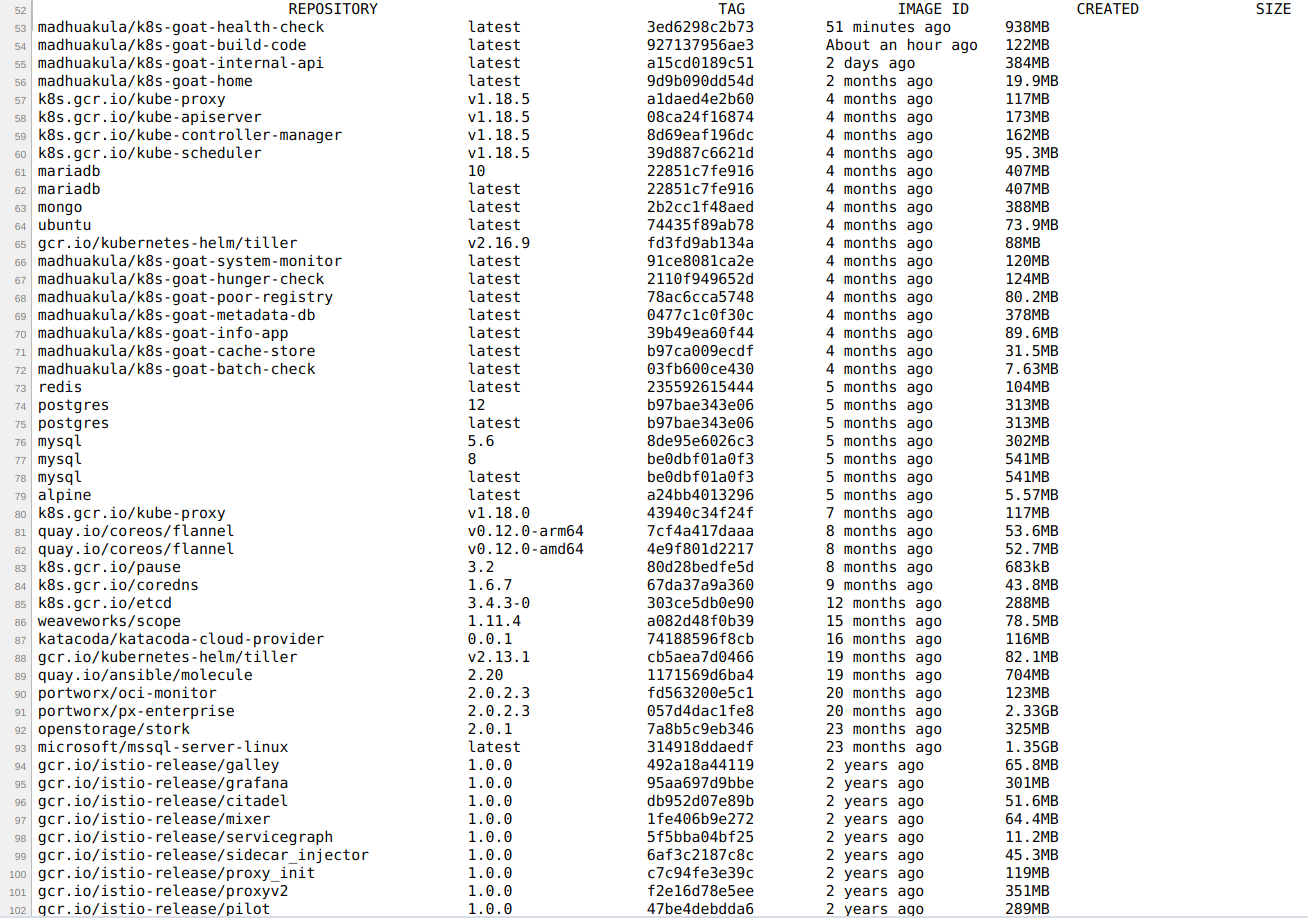 52 REPOSITORY TAG IMAGE ID CREATED SIZE
53 madhuakula/k8s-goat-health-check latest 3ed6298c2b73 51 minutes ago 938MB
54 madhuakula/k8s-goat-build-code latest 927137956ae3 About an hour ago 122MB
55 madhuakula/k8s-goat-internal-api latest a15cd0189c51 2 days ago 384MB
56 madhuakula/k8s-goat-home latest 9d9b090dd54d 2 months ago 19.9MB
57 k8s.gcr.io/kube-proxy v1.18.5 a1daed4e2b60 4 months ago 117MB
58 k8s.gcr.io/kube-apiserver v1.18.5 08ca24f16874 4 months ago 173MB
59 k8s.gcr.io/kube-controller-manager v1.18.5 8d69eaf196dc 4 months ago 162MB
60 k8s.gcr.io/kube-scheduler v1.18.5 39d887c6621d 4 months ago 95.3MB
61 mariadb 10 22851c7fe916 4 months ago 407MB
62 mariadb latest 22851c7fe916 4 months ago 407MB
63 mongo latest 2b2cc1f48aed 4 months ago 388MB
64 ubuntu latest 74435f89ab78 4 months ago 73.9MB
65 gcr.io/kubernetes-helm/tiller v2.16.9 fd3fd9ab134a 4 months ago 88MB
66 madhuakula/k8s-goat-system-monitor latest 91ce8081ca2e 4 months ago 120MB
67 madhuakula/k8s-goat-hunger-check latest 2110f949652d 4 months ago 124MB
68 madhuakula/k8s-goat-poor-registry latest 78ac6cca5748 4 months ago 80.2MB
69 madhuakula/k8s-goat-metadata-db latest 0477c1c0f30c 4 months ago 378MB
70 madhuakula/k8s-goat-info-app latest 39b49ea60f44 4 months ago 89.6MB
71 madhuakula/k8s-goat-cache-store latest b97ca009ecdf 4 months ago 31.5MB
72 madhuakula/k8s-goat-batch-check latest 03fb600ce430 4 months ago 7.63MB
73 redis latest 235592615444 5 months ago 104MB
74 postgres 12 b97bae343e06 5 months ago 313MB
75 postgres latest b97bae343e06 5 months ago 313MB
76 mysql 5.6 8de95e6026c3 5 months ago 302MB
77 mysql 8 be0dbf01a0f3 5 months ago 541MB
78 mysql latest be0dbf01a0f3 5 months ago 541MB
79 alpine latest a24bb4013296 5 months ago 5.57MB
80 k8s.gcr.io/kube-proxy v1.18.0 43940c34f24f 7 months ago 117MB
81 quay.io/coreos/flannel v0.12.0-arm64 7cf4a417daaa 8 months ago 53.6MB
82 quay.io/coreos/flannel v0.12.0-amd64 4e9f801d2217 8 months ago 52.7MB
83 k8s.gcr.io/pause 3.2 80d28bedfe5d 8 months ago 683kB
84 k8s.gcr.io/coredns 1.6.7 67da37a9a360 9 months ago 43.8MB
85 k8s.gcr.io/etcd 3.4.3-0 303ce5db0e90 12 months ago 288MB
86 weaveworks/scope 1.11.4 a082d48f0b39 15 months ago 78.5MB
87 katacoda/katacoda-cloud-provider 0.0.1 74188596f8cb 16 months ago 116MB
88 gcr.io/kubernetes-helm/tiller v2.13.1 cb5aea7d0466 19 months ago 82.1MB
89 quay.io/ansible/molecule 2.20 1171569d6ba4 19 months ago 704MB
90 portworx/oci-monitor 2.0.2.3 fd563200e5c1 20 months ago 123MB
91 portworx/px-enterprise 2.0.2.3 057d4dac1fe8 20 months ago 2.33GB
92 openstorage/stork 2.0.1 7a8b5c9eb346 23 months ago 325MB
93 microsoft/mssql-server-linux latest 314918ddaedf 23 months ago 1.35GB
94 gcr.io/istio-release/galley 1.0.0 492a18a44119 2 years ago 65.8MB
95 gcr.io/istio-release/grafana 1.0.0 95aa697d9bbe 2 years ago 301MB
96 gcr.io/istio-release/citadel 1.0.0 db952d07e89b 2 years ago 51.6MB
97 gcr.io/istio-release/mixer 1.0.0 1fe406b9e272 2 years ago 64.4MB
98 gcr.io/istio-release/servicegraph 1.0.0 5f5bba04bf25 2 years ago 11.2MB
99 gcr.io/istio-release/sidecar_injector 1.0.0 6af3c2187c8c 2 years ago 45.3MB
100 gcr.io/istio-release/proxy_init 1.0.0 c7c94fe3e39c 2 years ago 119MB
101 gcr.io/istio-release/proxyv2 1.0.0 f2e16d78e5ee 2 years ago 351MB
102 gcr.io/istio-release/pilot 1.0.0 47be4debdda6 2 years ago 289MB